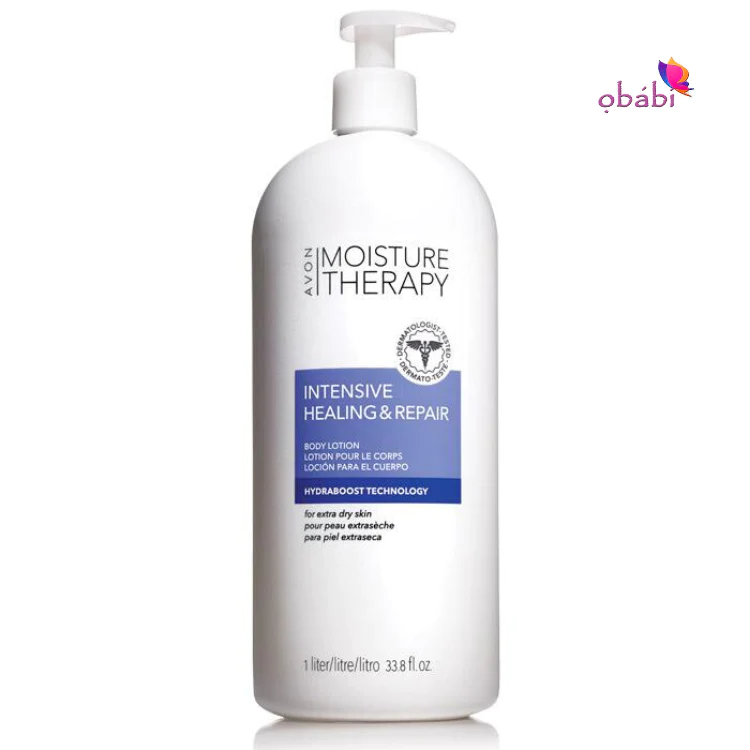 ọbábí
AVON
MOISTURE
THERAPY
DERMATOLOGIST-TESTED
DERMATO-TESTÉ
INTENSIVE
HEALING & REPAIR
BODY LOTION
LOTION POUR LE CORPS
LOCIÓN PARA EL CUERPO
HYDRABOOST TECHNOLOGY
for extra dry skin
pour peau extrasèche
para piel extraseca
1 liter/litre/litro 33.8 fl. oz.